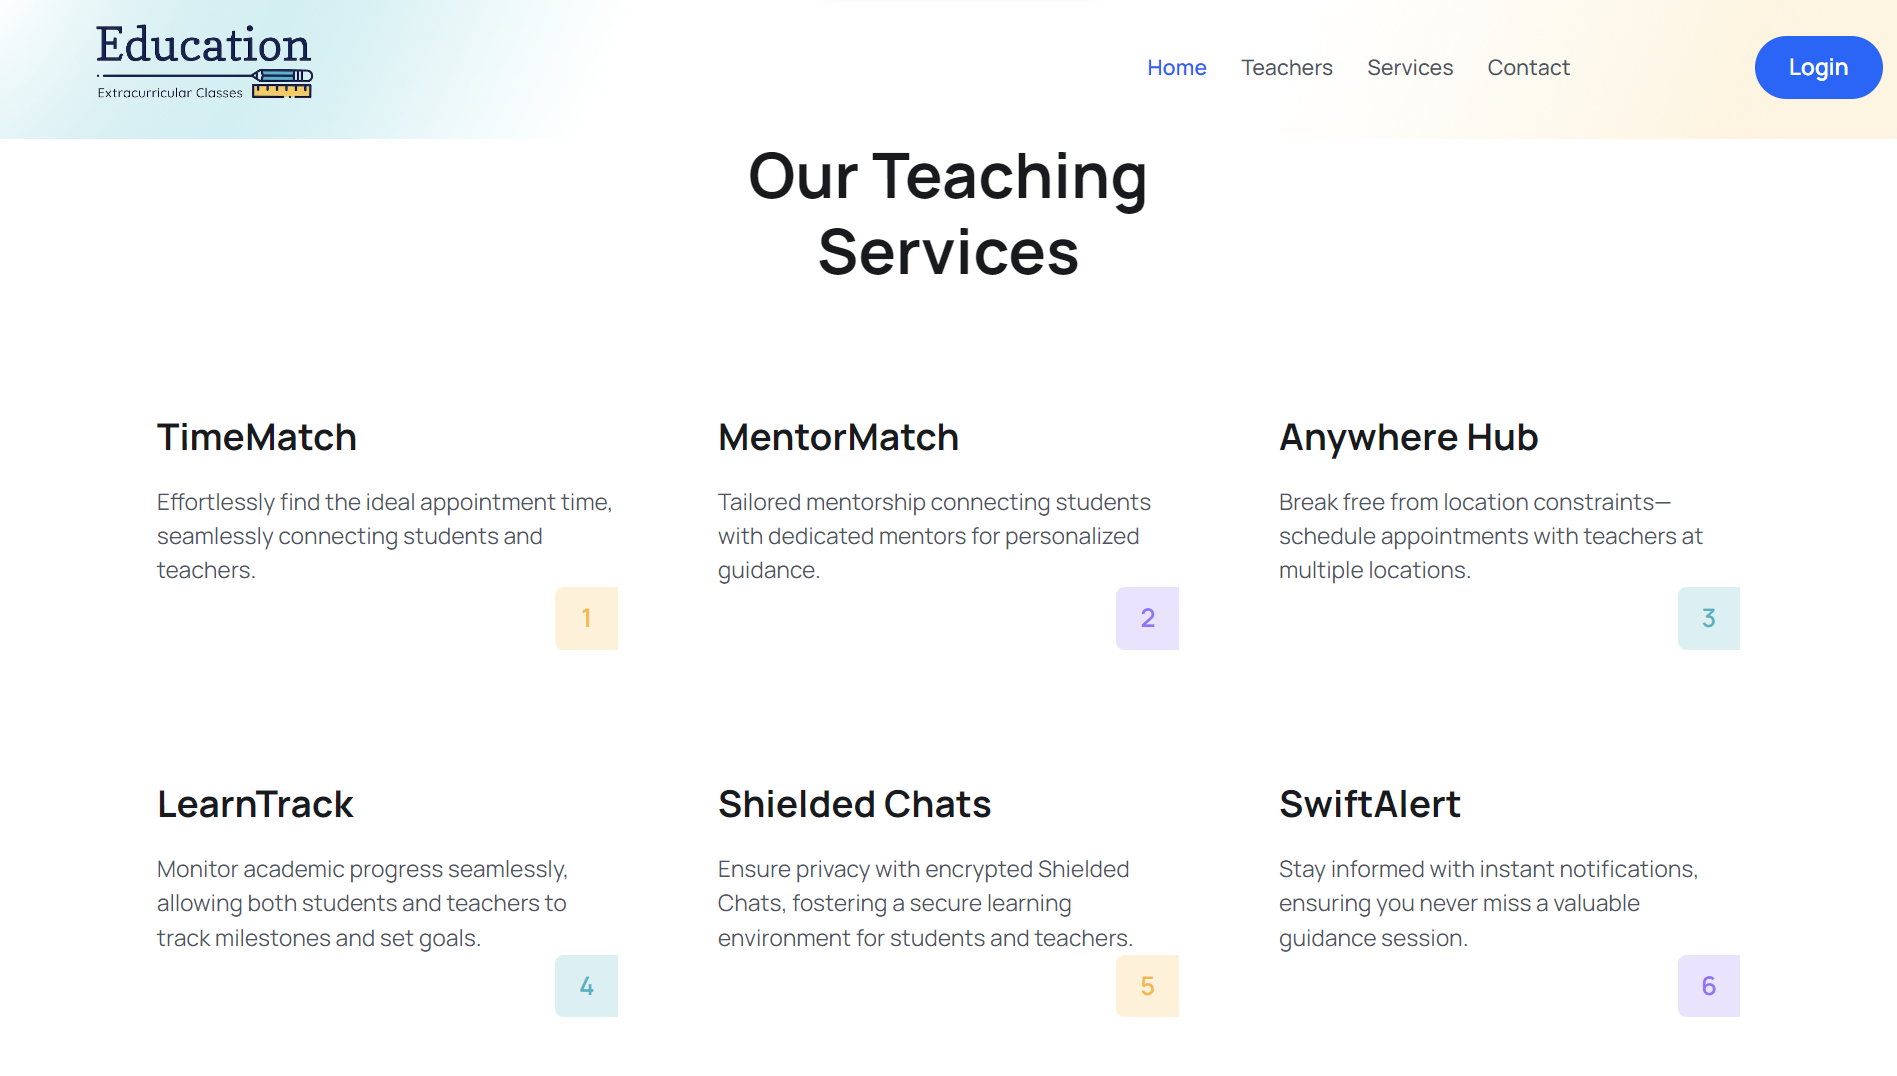 Education
Extracurricular Classes
Home Teachers Services Contact Login
Our Teaching
Services
TimeMatch
Effortlessly find the ideal appointment time,
seamlessly connecting students and
teachers.
1
MentorMatch
Tailored mentorship connecting students
with dedicated mentors for personalized
guidance.
2
Anywhere Hub
Break free from location constraints—
schedule appointments with teachers at
multiple locations.
3
LearnTrack
Monitor academic progress seamlessly,
allowing both students and teachers to
track milestones and set goals.
4
Shielded Chats
Ensure privacy with encrypted Shielded
Chats, fostering a secure learning
environment for students and teachers.
5
SwiftAlert
Stay informed with instant notifications,
ensuring you never miss a valuable
guidance session.
6